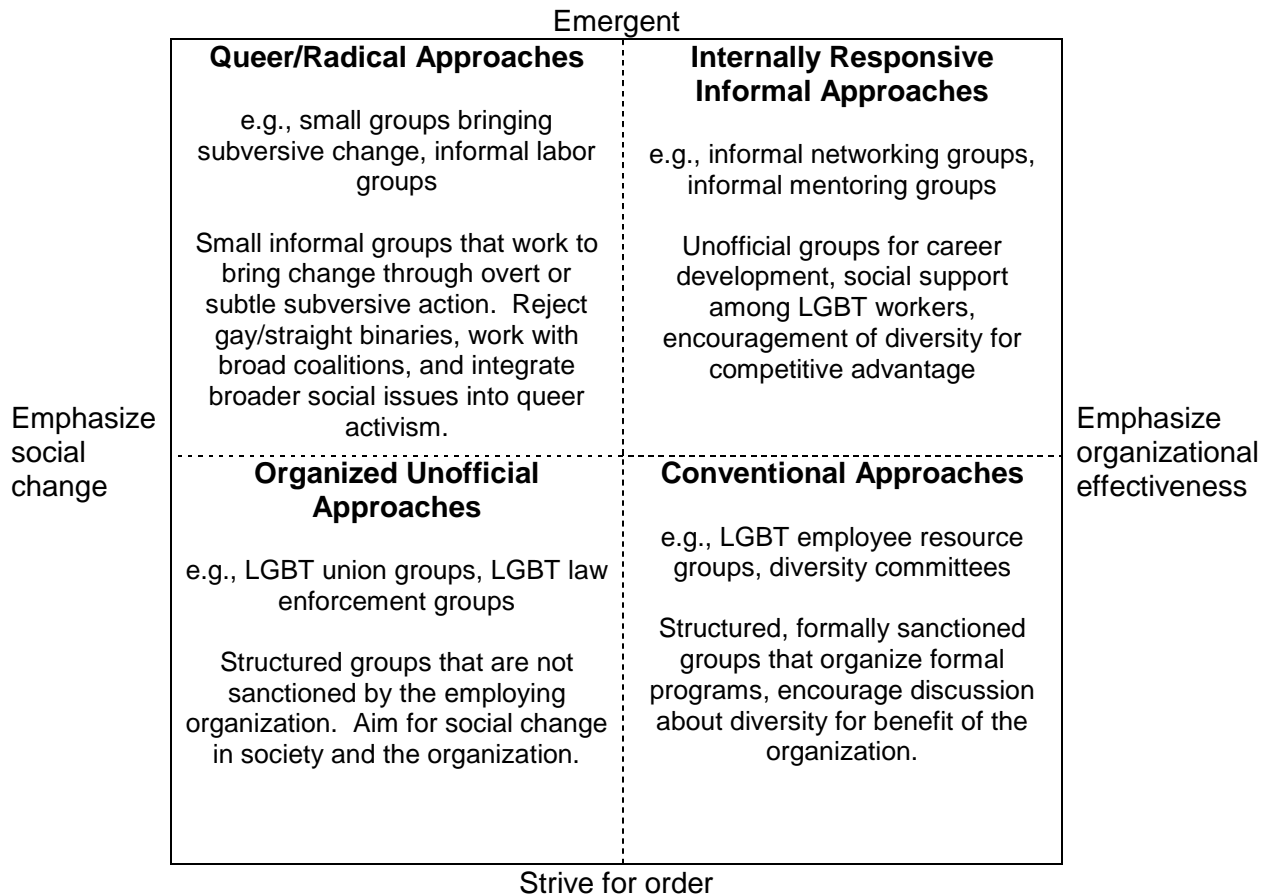 Emergent
Queer/Radical Approaches
e.g., small groups bringing
subversive change, informal labor
groups
Small informal groups that work to
bring change through overt or
subtle subversive action.  Reject
gay/straight binaries, work with
broad coalitions, and integrate
broader social issues into queer
activism.
Internally Responsive
Informal Approaches
e.g., informal networking groups,
informal mentoring groups
Unofficial groups for career
development, social support
among LGBT workers,
encouragement of diversity for
competitive advantage
Emphasize
social
change
Emphasize
organizational
effectiveness
Organized Unofficial
Approaches
e.g., LGBT union groups, LGBT law
enforcement groups
Structured groups that are not
sanctioned by the employing
organization.  Aim for social change
in society and the organization.
Conventional Approaches
e.g., LGBT employee resource
groups, diversity committees
Structured, formally sanctioned
groups that organize formal
programs, encourage discussion
about diversity for benefit of the
organization.
Strive for order